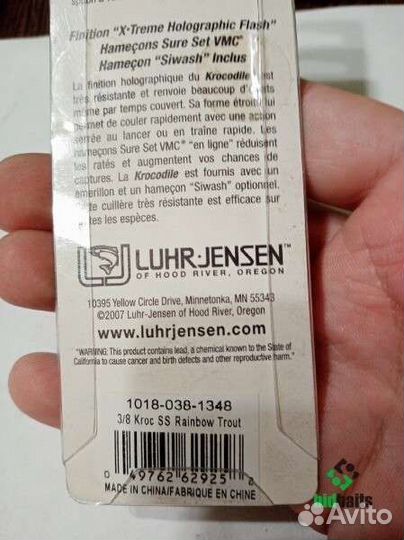 Finition "X-Treme Holographic Flash"
Hameçons Sure Set VMC®
Hameçon "Siwash" Inclus
La finition holographique du Krocodile est
très résistante et renvoie beaucoup d'
même par temps couvert. Sa forme étroite lui
permet de couler rapidement avec une action
serrée au lancer ou en traîne rapide. Les
hameçons Sure Set VMC® "en ligne" réduisent
les ratés et augmentent vos chances de
captures. La Krocodile est fournis avec un
émerillon et un hameçon "Siwash" optionnel.
cuillère très résistante est efficace sur
toutes les espèces.
LUHR-JENSEN™
OF HOOD RIVER, OREGON
10395 Yellow Circle Drive, Minnetonka, MN 55343
©2007 Luhr-Jensen of Hood River, Oregon
www.luhrjensen.com
"WARNING: This product contains lead, a chemical known to the State of
California to cause cancer and birth defects and other reproductive harm."
1018-038-1348
3/8 Kroc SS Rainbow Trout
0 49762 62925 2
MADE IN CHINA/FABRIQUE EN CHINE
bigbaits
Avito